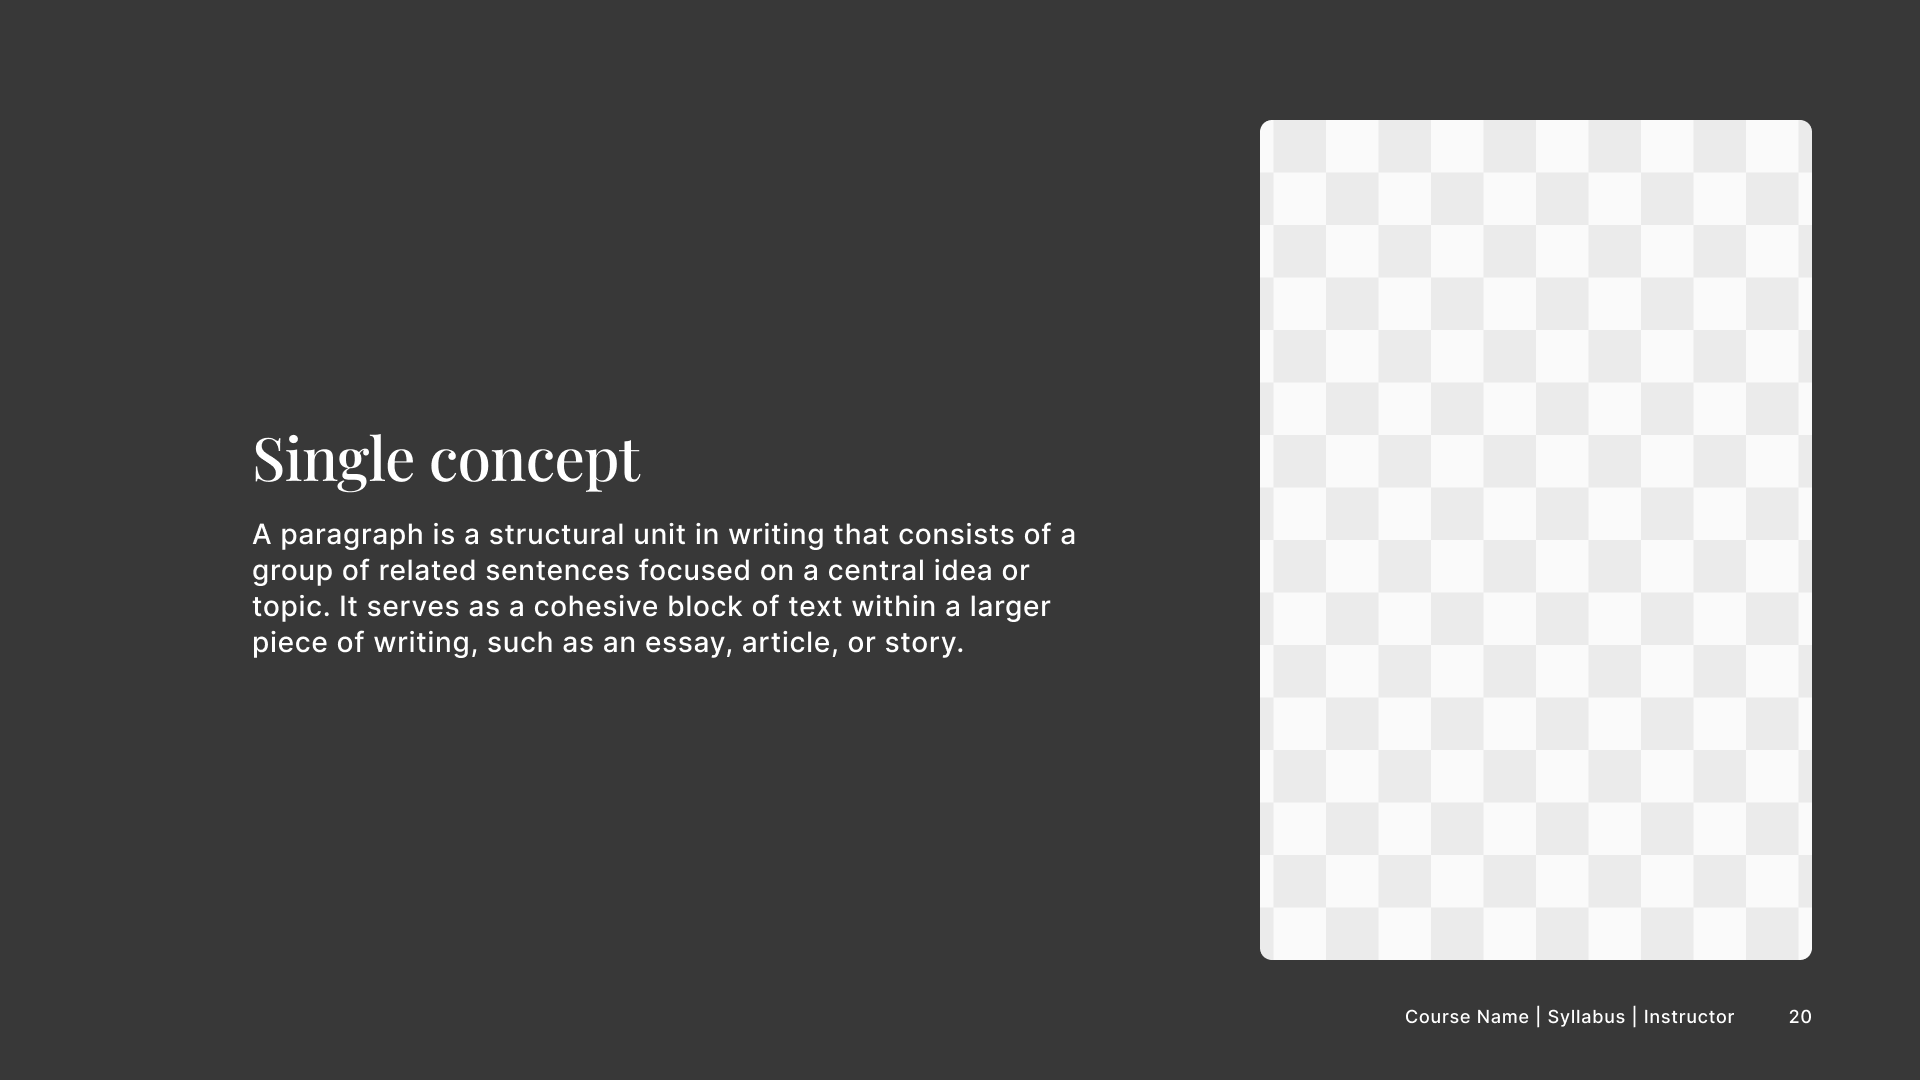 Single concept
A paragraph is a structural unit in writing that consists of a
group of related sentences focused on a central idea or
topic. It serves as a cohesive block of text within a larger
piece of writing, such as an essay, article, or story.
Course Name | Syllabus | Instructor 20